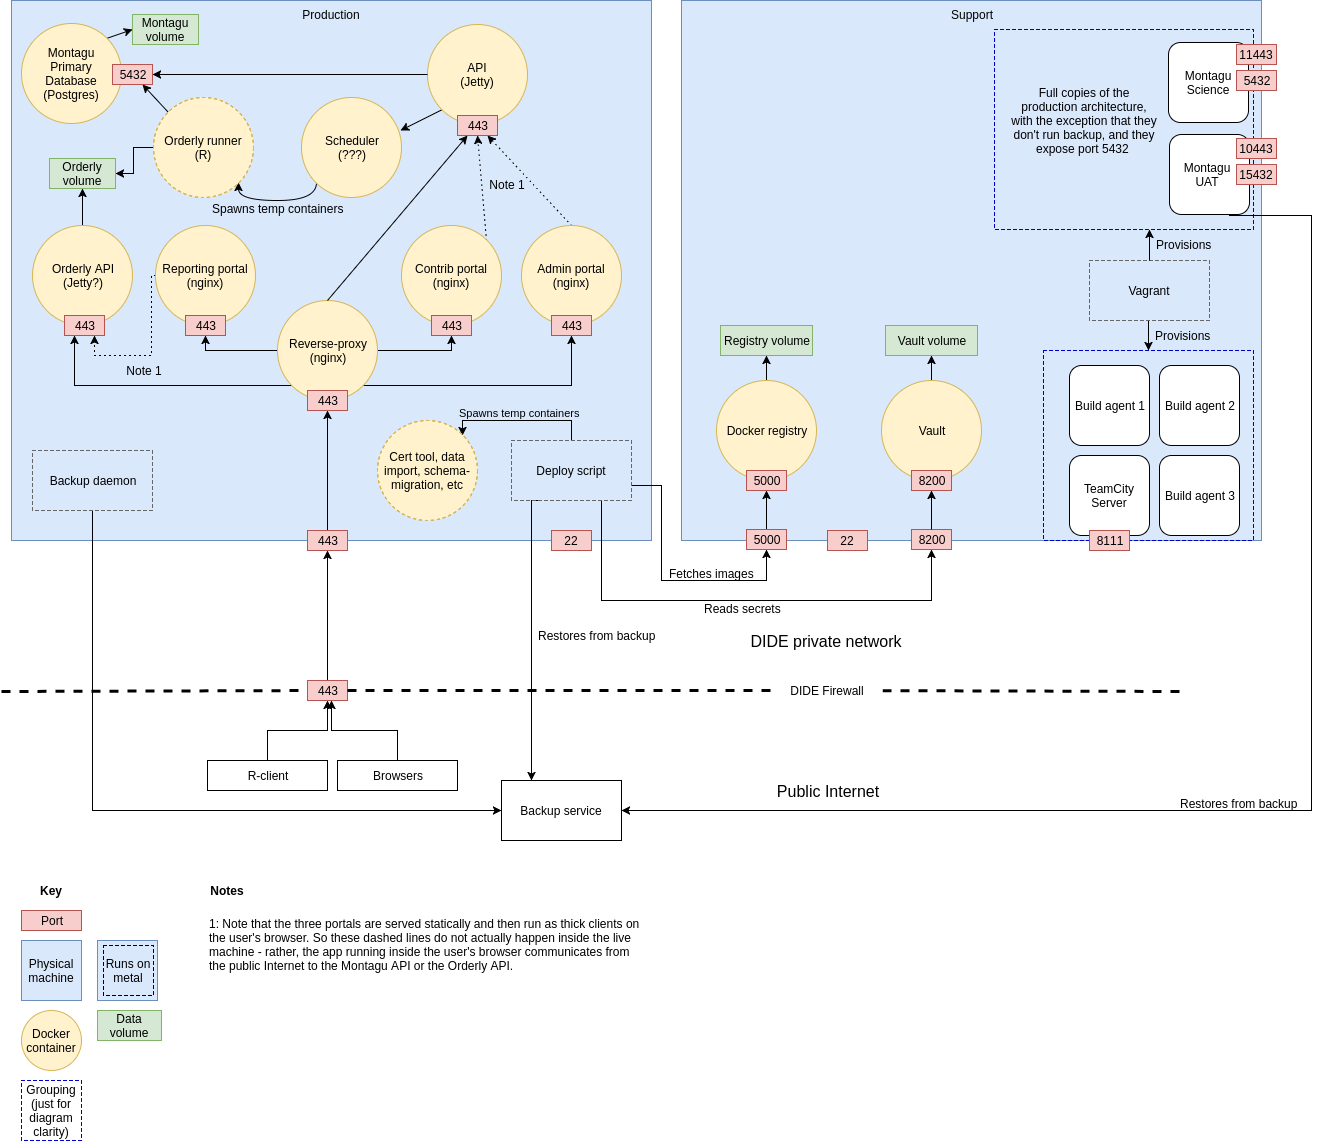 Production
Support
Montagu
volume
Montagu
Primary
Database
(Postgres)
5432
API
(Jetty)
443
Orderly runner
(R)
Scheduler
(???)
Orderly
volume
Spawns temp containers
Note 1
Orderly API
(Jetty?)
443
Reporting portal
(nginx)
443
Contrib portal
(nginx)
443
Admin portal
(nginx)
443
Note 1
Reverse-proxy
(nginx)
443
Spawns temp containers
Cert tool, data
import, schema-
migration, etc
Deploy script
Backup daemon
443
22
Full copies of the
production architecture,
with the exception that they
don't run backup, and they
expose port 5432
Montagu
Science
11443
5432
Montagu
UAT
10443
15432
Provisions
Vagrant
Provisions
Registry volume
Vault volume
Docker registry
5000
Vault
8200
Build agent 1
Build agent 2
TeamCity
Server
Build agent 3
5000
22
8200
8111
Fetches images
Reads secrets
Restores from backup
DIDE private network
443
DIDE Firewall
R-client
Browsers
Backup service
Public Internet
Restores from backup
Key
Port
Physical
machine
Runs on
metal
Docker
container
Data
volume
Grouping
(just for
diagram
clarity)
Notes
1: Note that the three portals are served statically and then run as thick clients on
the user's browser. So these dashed lines do not actually happen inside the live
machine - rather, the app running inside the user's browser communicates from
the public Internet to the Montagu API or the Orderly API.